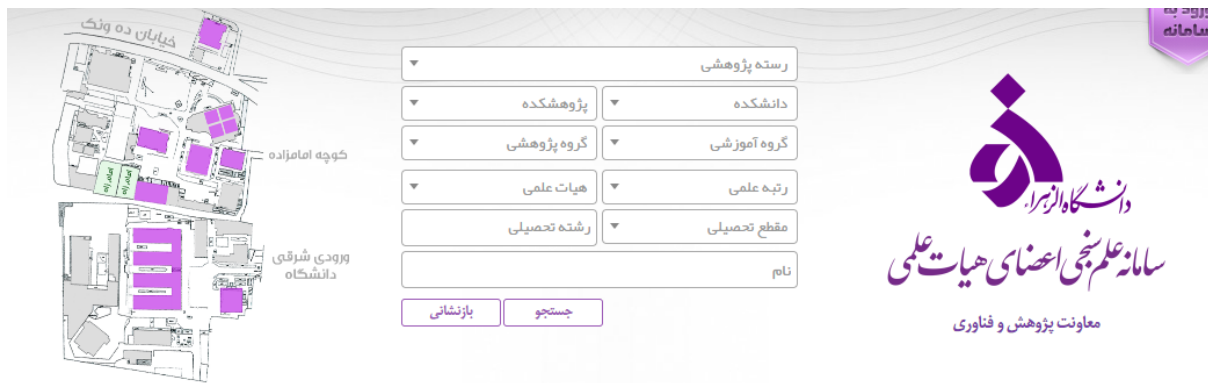 ورود به
سامانه
دانشگاه الزهراء
سامانه علم سنجی اعضای هیات علمی
معاونت پژوهش و فناوری
رسته پژوهشی
دانشکده
پژوهشکده
گروه آموزشی
گروه پژوهشی
رتبه علمی
هیات علمی
مقطع تحصیلی
رشته تحصیلی
نام
جستجو
بازنشانی
خیابان ده ونک
کوچه امامزاده
ورودی شرقی
دانشگاه